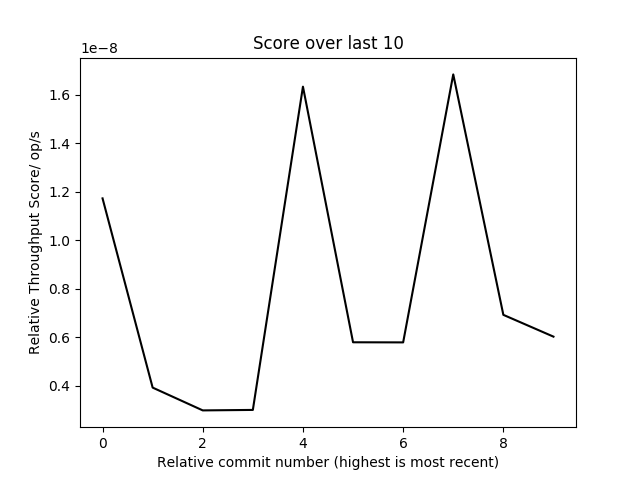 Score over last 10
1e−8
Relative Throughput Score/ op/s
1.6
1.4
1.2
1.0
0.8
0.6
0.4
0 2 4 6 8
Relative commit number (highest is most recent)